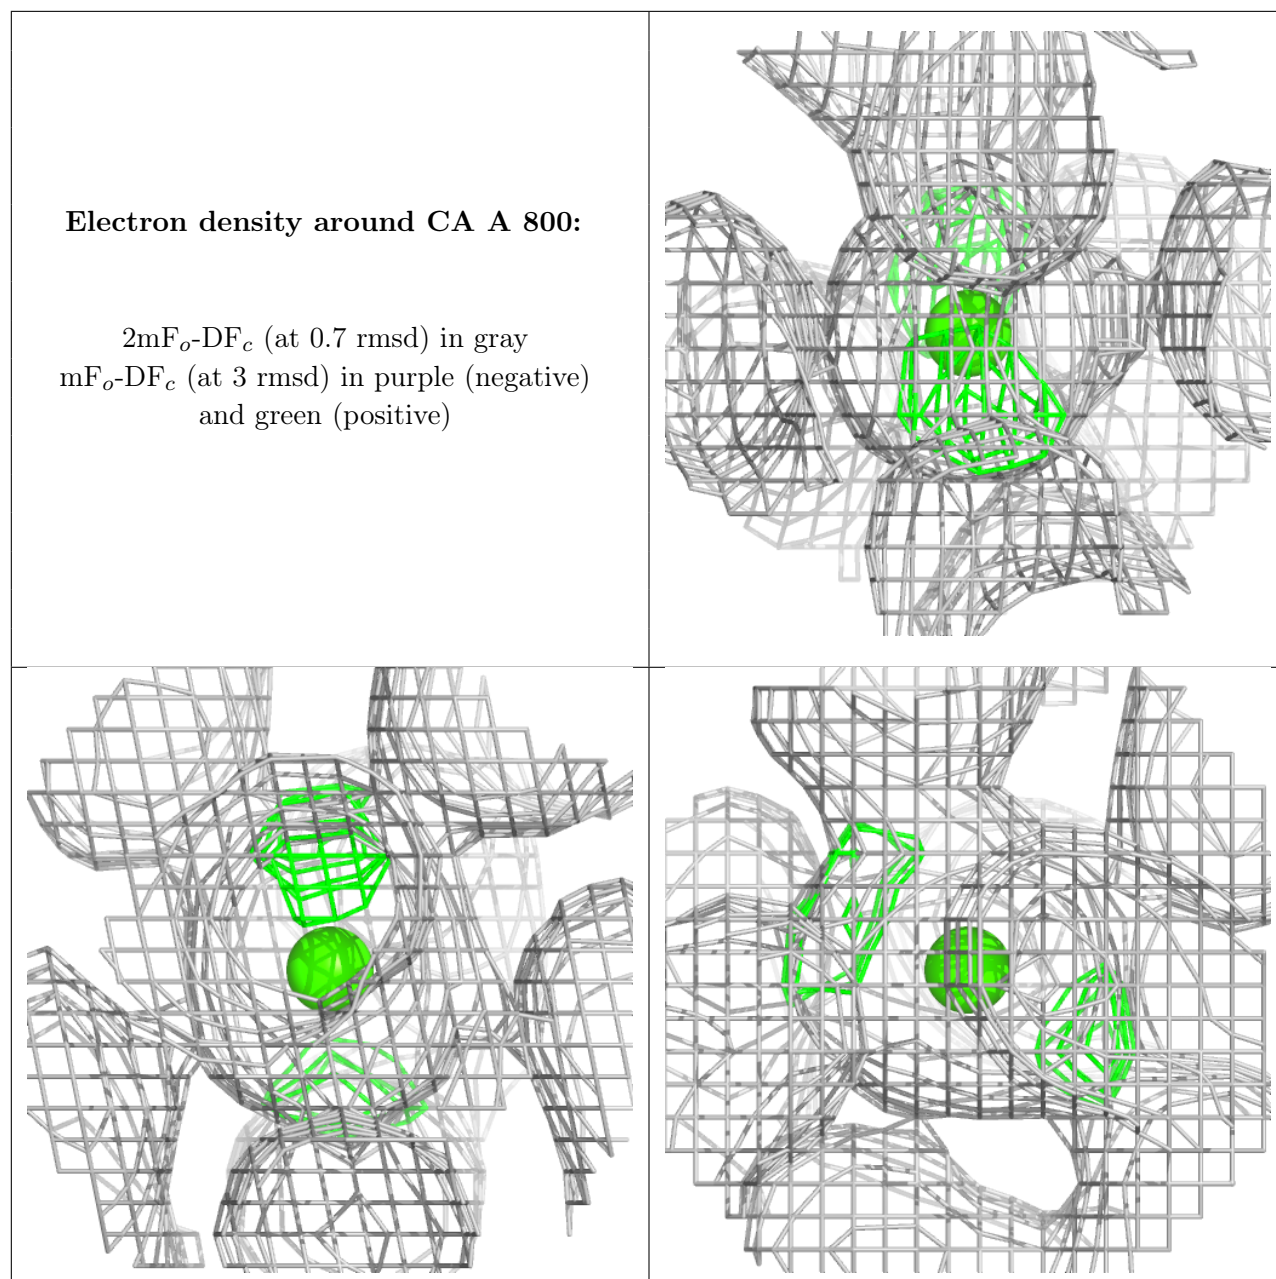 Electron density around CA A 800:
2mFo-DFc (at 0.7 rmsd) in gray
mFo-DFc (at 3 rmsd) in purple (negative)
and green (positive)